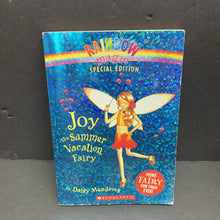 RAINBOW
magic
SPECIAL EDITION
Joy
the Summer
Vacation
Fairy
MORE
FAIRY
FUN THAN
EVER!
by Daisy Meadows
SCHOLASTIC